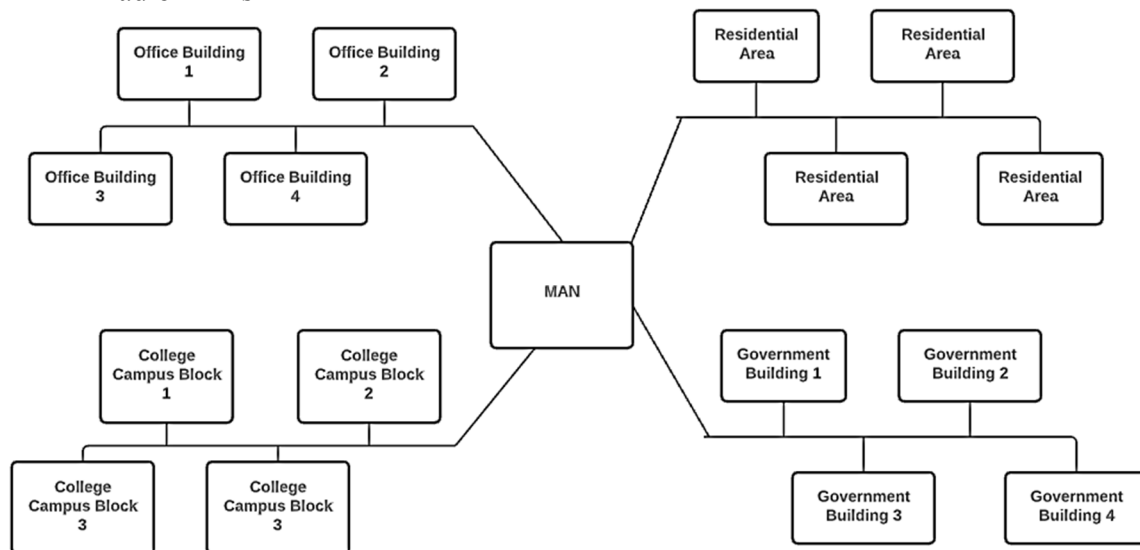 Office Building
1
Office Building
2
Residential
Area
Residential
Area
Office Building
3
Office Building
4
Residential
Area
Residential
Area
MAN
College
Campus Block
1
College
Campus Block
2
Government
Building 1
Government
Building 2
College
Campus Block
3
College
Campus Block
3
Government
Building 3
Government
Building 4